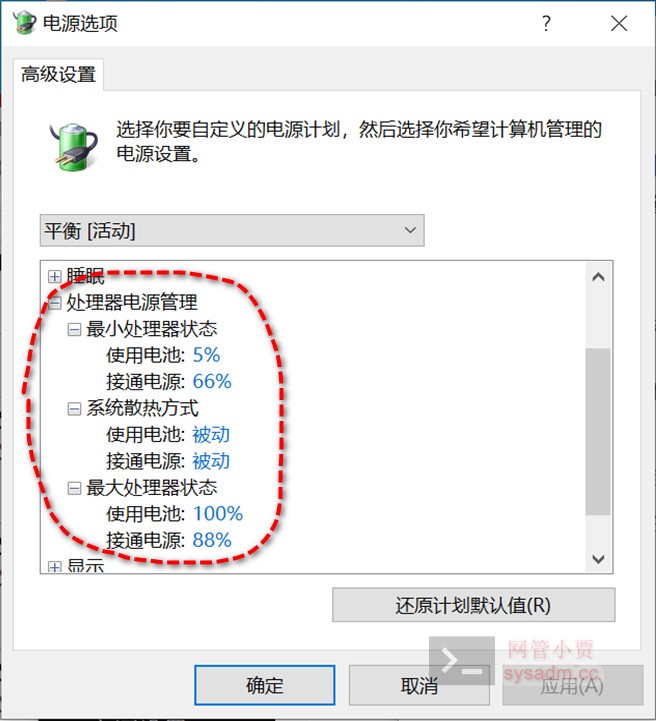 电源选项
?
高级设置
选择你要自定义的电源计划，然后选择你希望计算机管理的
电源设置。
平衡 [活动]
睡眠
处理器电源管理
最小处理器状态
使用电池: 5%
接通电源: 66%
系统散热方式
使用电池: 被动
接通电源: 被动
最大处理器状态
使用电池: 100%
接通电源: 88%
显示
还原计划默认值(R)
确定
取消
应用(A)
网管小贾
sysadm.cc